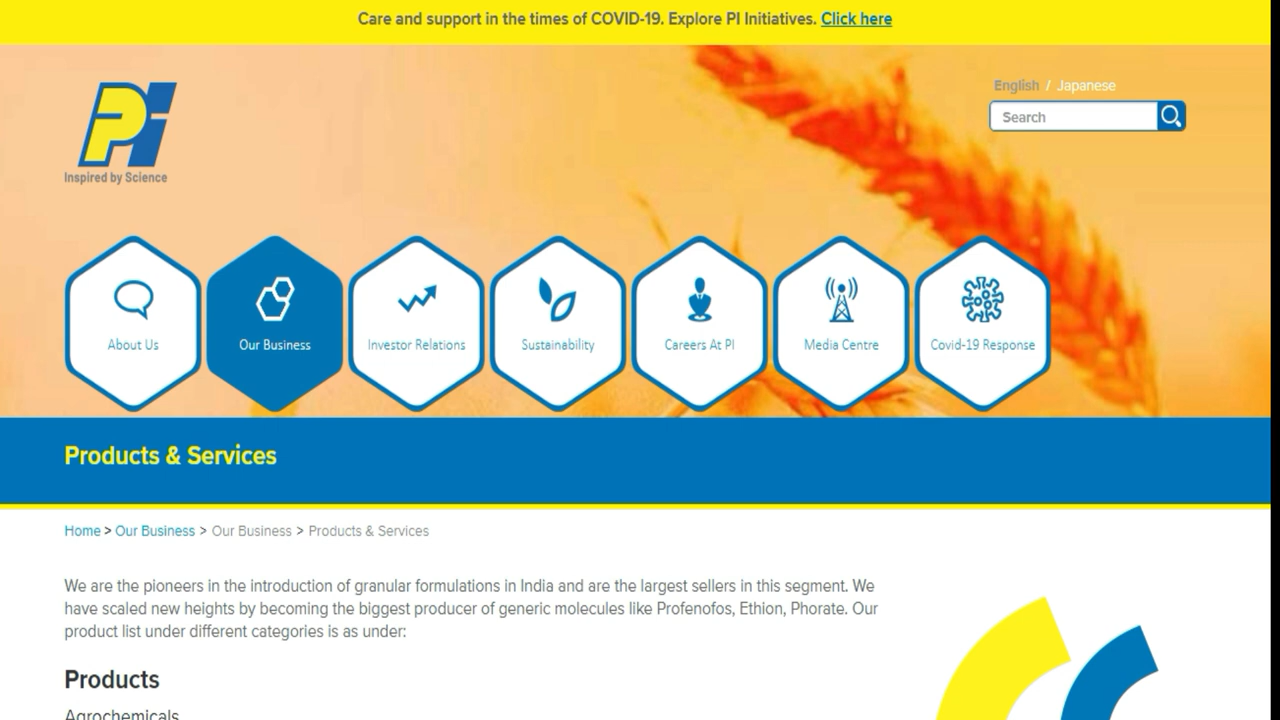 Care and support in the times of COVID-19. Explore PI Initiatives. Click here
English / Japanese
Search
Pi
Inspired by Science
About Us
Our Business
Investor Relations
Sustainability
Careers At PI
Media Centre
Covid-19 Response
Products & Services
Home > Our Business > Our Business > Products & Services
We are the pioneers in the introduction of granular formulations in India and are the largest sellers in this segment. We
have scaled new heights by becoming the biggest producer of generic molecules like Profenofos, Ethion, Phorate. Our
product list under different categories is as under:
Products
Agrochemicals